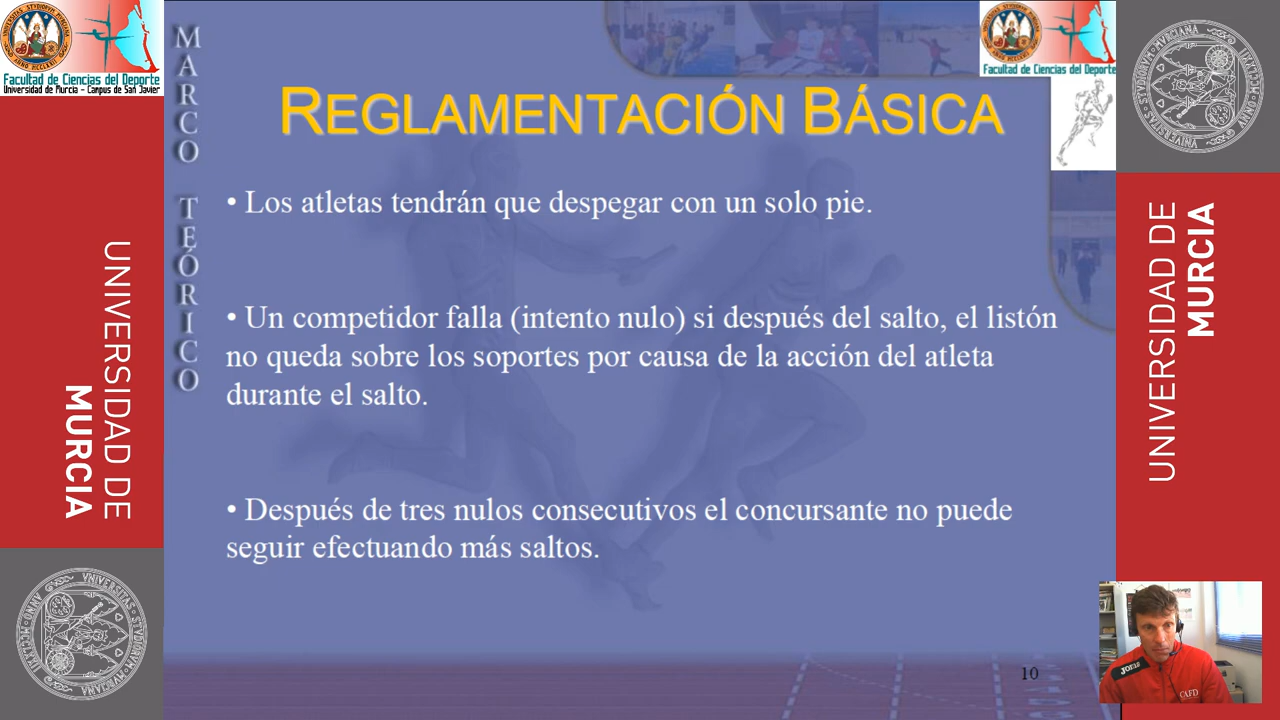 Facultad de Ciencias del Deporte
Universidad de Murcia - Campus de San Javier
MARCO TEÓRICO
Facultad de Ciencias del Deporte
REGLAMENTACIÓN BÁSICA
• Los atletas tendrán que despegar con un solo pie.
• Un competidor falla (intento nulo) si después del salto, el listón
no queda sobre los soportes por causa de la acción del atleta
durante el salto.
• Después de tres nulos consecutivos el concursante no puede
seguir efectuando más saltos.
10
UNIVERSIDAD DE
MURCIA
UNIVERSIDAD DE
MURCIA
JOMA
CAFD